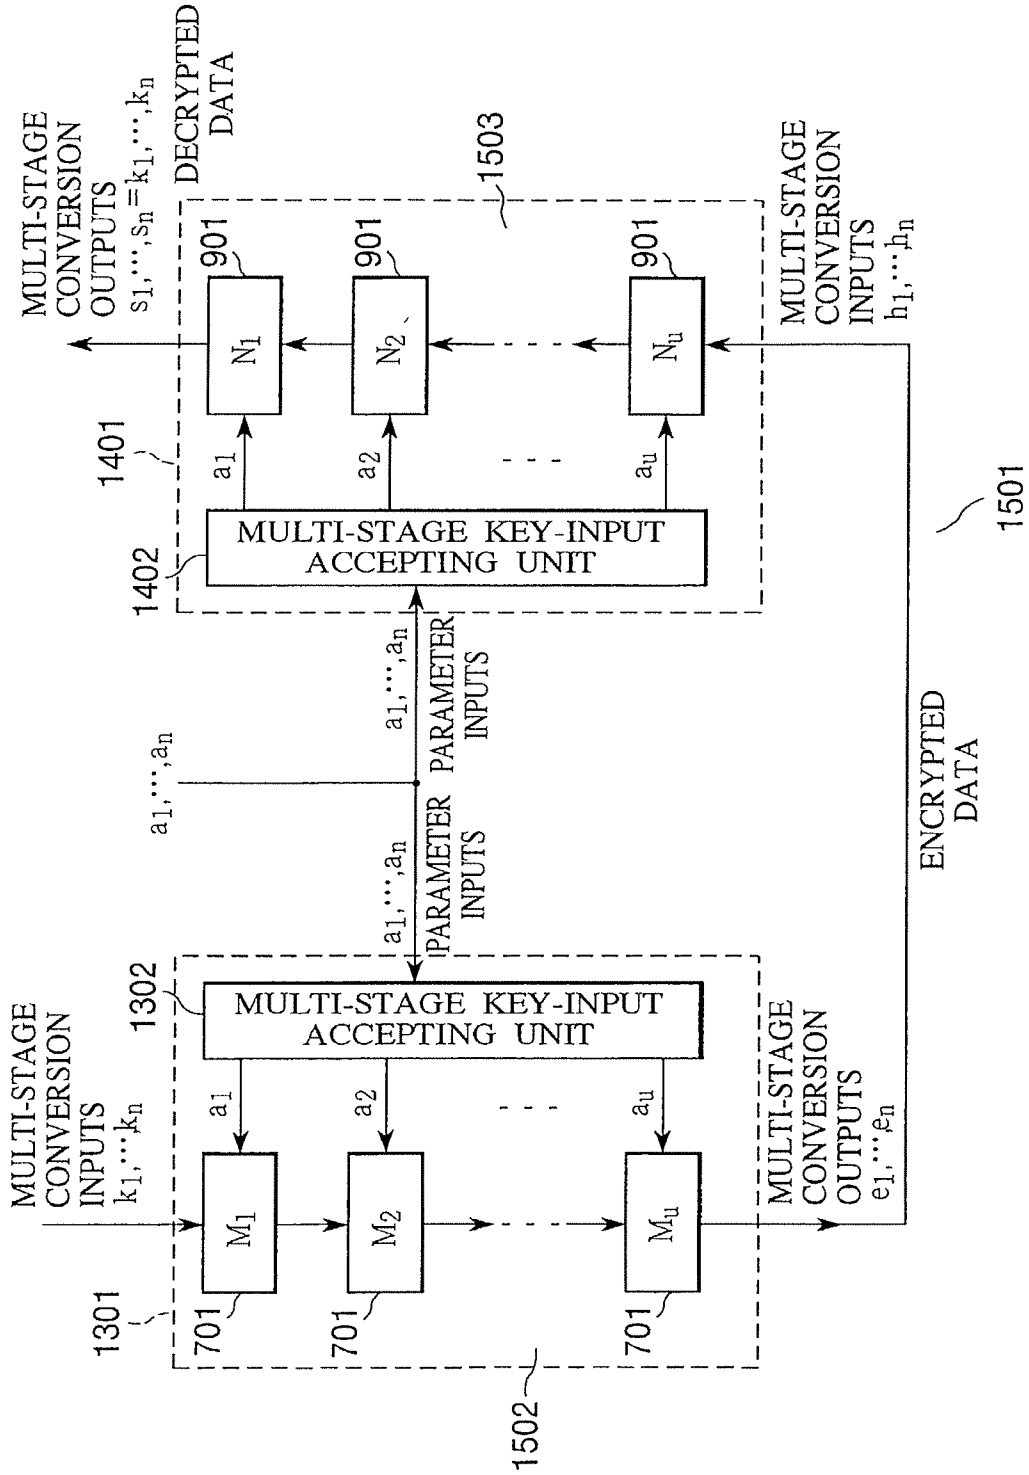 MULTI-STAGE
CONVERSION
INPUTS
k1,···,kn
1301
701
M1
a1
701
M2
a2
701
Mu
au
1302
MULTI-STAGE KEY-INPUT
ACCEPTING UNIT
1502
MULTI-STAGE
CONVERSION
OUTPUTS
e1,···,en
a1,···,an
a1,···,an
PARAMETER
INPUTS
a1,···,an
PARAMETER
INPUTS
ENCRYPTED
DATA
1501
1401
1402
MULTI-STAGE KEY-INPUT
ACCEPTING UNIT
a1
N1
901
a2
N2
901
au
Nu
901
1503
MULTI-STAGE
CONVERSION
OUTPUTS
s1,···,sn=k1,···,kn
DECRYPTED
DATA
MULTI-STAGE
CONVERSION
INPUTS
h1,···,hn